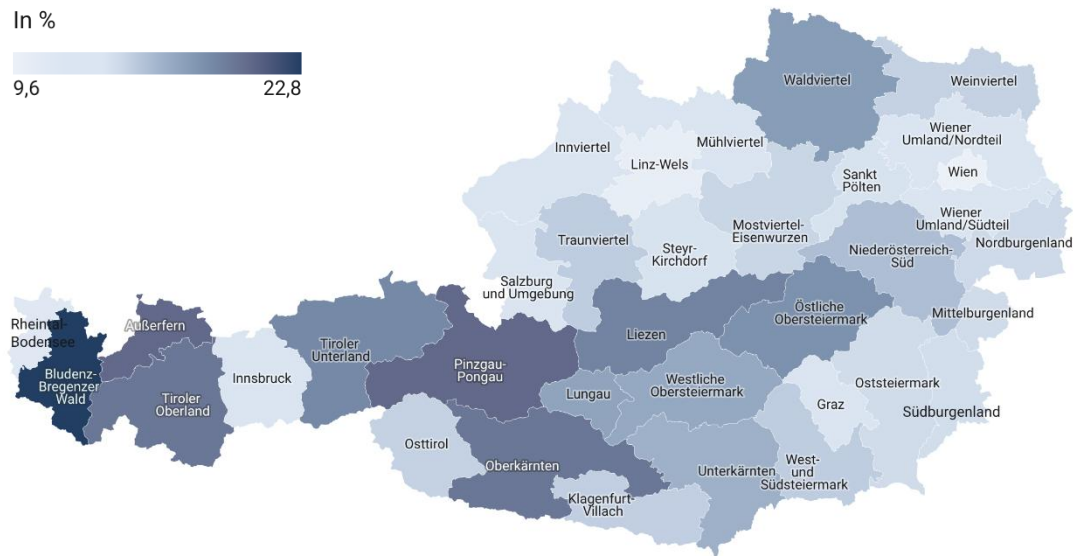 In %
9,6
22,8
Waldviertel
Weinviertel
Wiener
Umland/Nordteil
Mühlviertel
Innviertel
Linz-Wels
Wien
Sankt
Pölten
Wiener
Umland/Südteil
Mostviertel-
Eisenwurzen
Traunviertel
Steyr-
Kirchdorf
Nordburgenland
Niederösterreich-
Süd
Salzburg
und Umgebung
Östliche
Obersteiermark
Mittelburgenland
Rheintal-
Bodensee
Außerfern
Liezen
Tiroler
Unterland
Pinzgau-
Pongau
Bludenz-
Bregenzer
Wald
Innsbruck
Westliche
Obersteiermark
Oststeiermark
Lungau
Tiroler
Oberland
Graz
Südburgenland
Osttirol
Oberkärnten
Unterkärnten
West-
und
Südsteiermark
Klagenfurt-
Villach